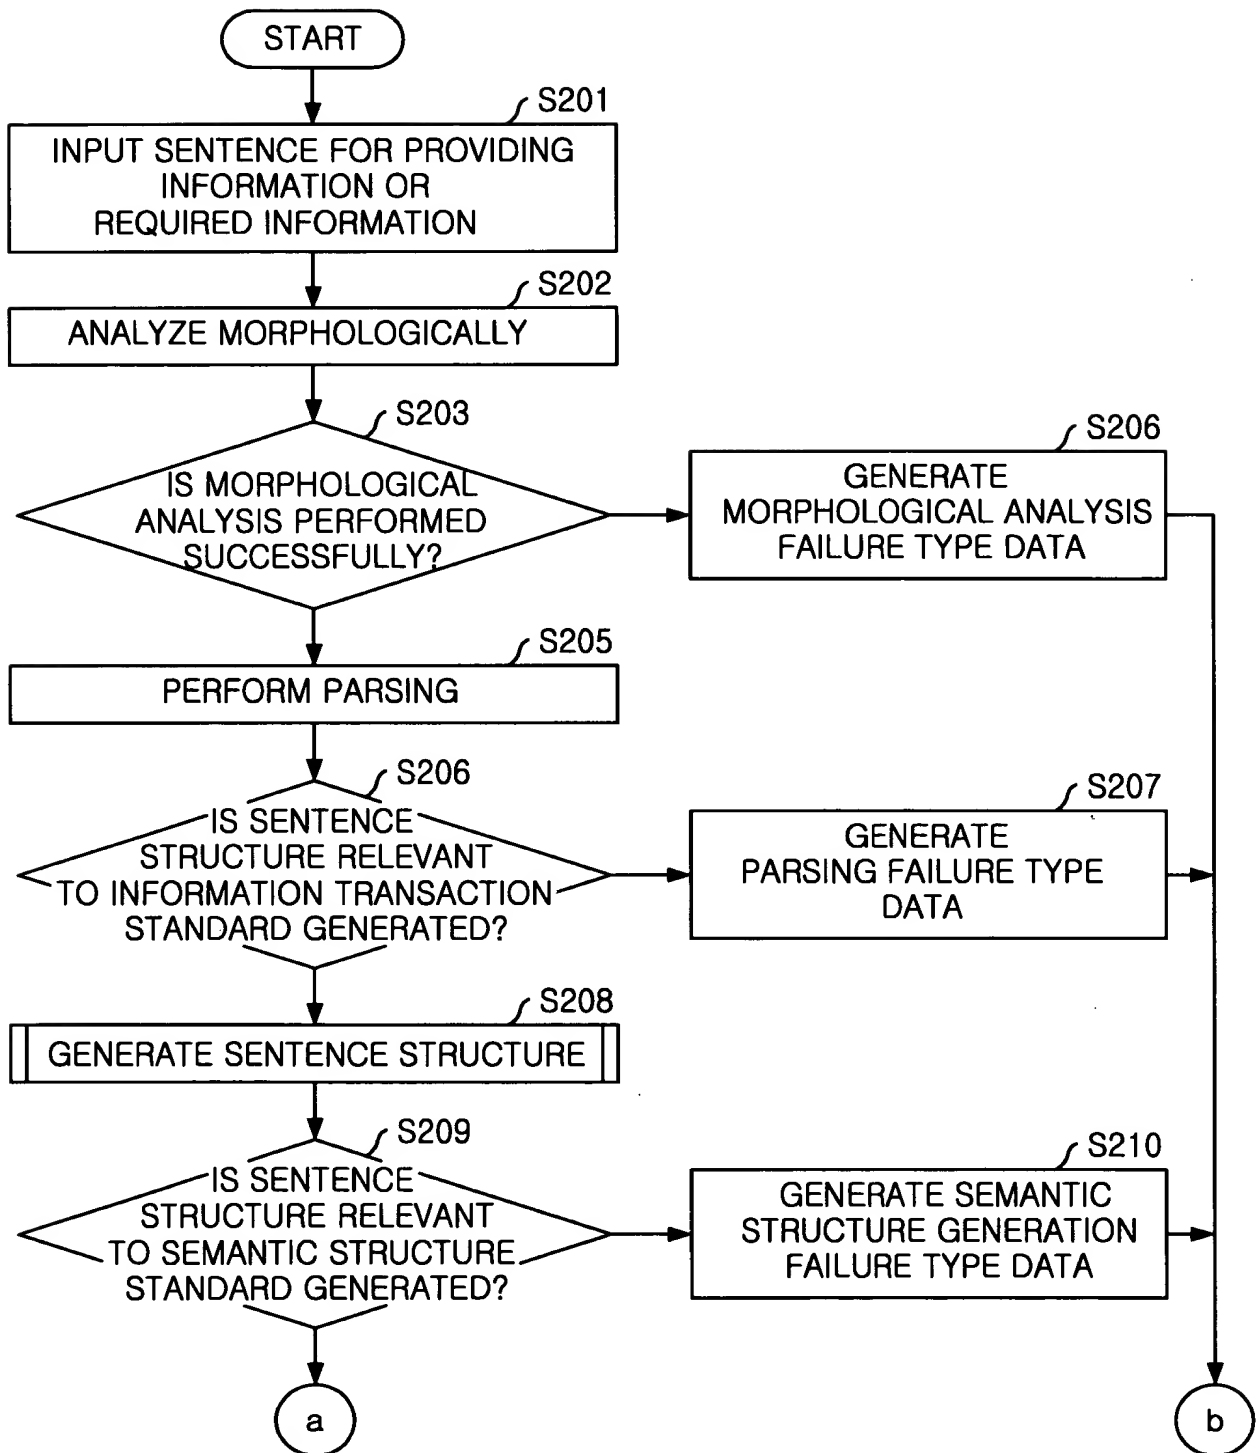 START
S201
INPUT SENTENCE FOR PROVIDING
INFORMATION OR
REQUIRED INFORMATION
S202
ANALYZE MORPHOLOGICALLY
S203
IS MORPHOLOGICAL
ANALYSIS PERFORMED
SUCCESSFULLY?
S206
GENERATE
MORPHOLOGICAL ANALYSIS
FAILURE TYPE DATA
S205
PERFORM PARSING
S206
IS SENTENCE
STRUCTURE RELEVANT
TO INFORMATION TRANSACTION
STANDARD GENERATED?
S207
GENERATE
PARSING FAILURE TYPE
DATA
S208
GENERATE SENTENCE STRUCTURE
S209
IS SENTENCE
STRUCTURE RELEVANT
TO SEMANTIC STRUCTURE
STANDARD GENERATED?
S210
GENERATE SEMANTIC
STRUCTURE GENERATION
FAILURE TYPE DATA
a
b